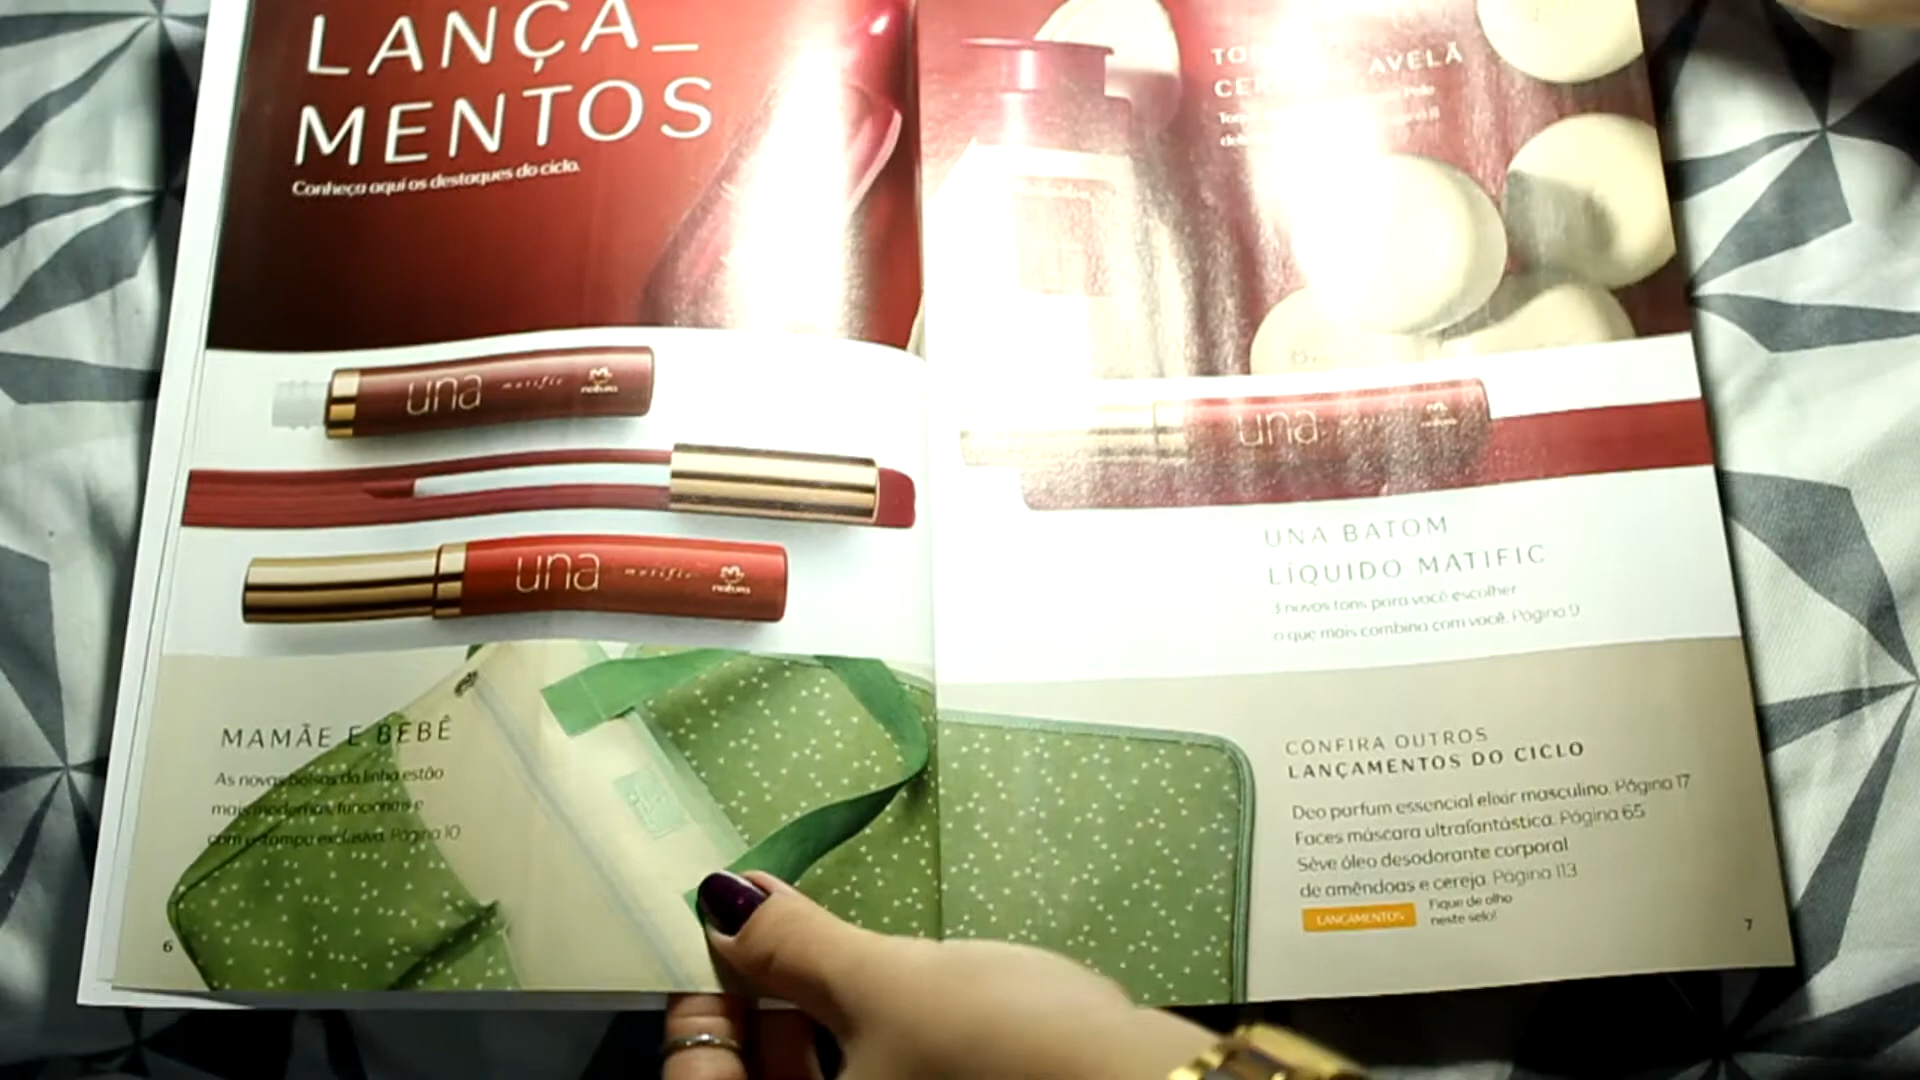 LANÇA_
MENTOS
Conheça aqui os destaques do ciclo.
una matific natura
una matific natura
MAMÃE E BEBÊ
As novas bolsas da linha estão
mais modernas, funcionais e
com estampa exclusiva. Página 10
6
AVELÃ
una
UNA BATOM
LÍQUIDO MATIFIC
3 novos tons para você escolher
o que mais combina com você. Página 9
CONFIRA OUTROS
LANÇAMENTOS DO CICLO
Deo parfum essencial elixir masculino. Página 17
Faces máscara ultrafantástica. Página 65
Sève óleo desodorante corporal
de amêndoas e cereja. Página 113
LANÇAMENTOS
Fique de olho
neste selo!
7